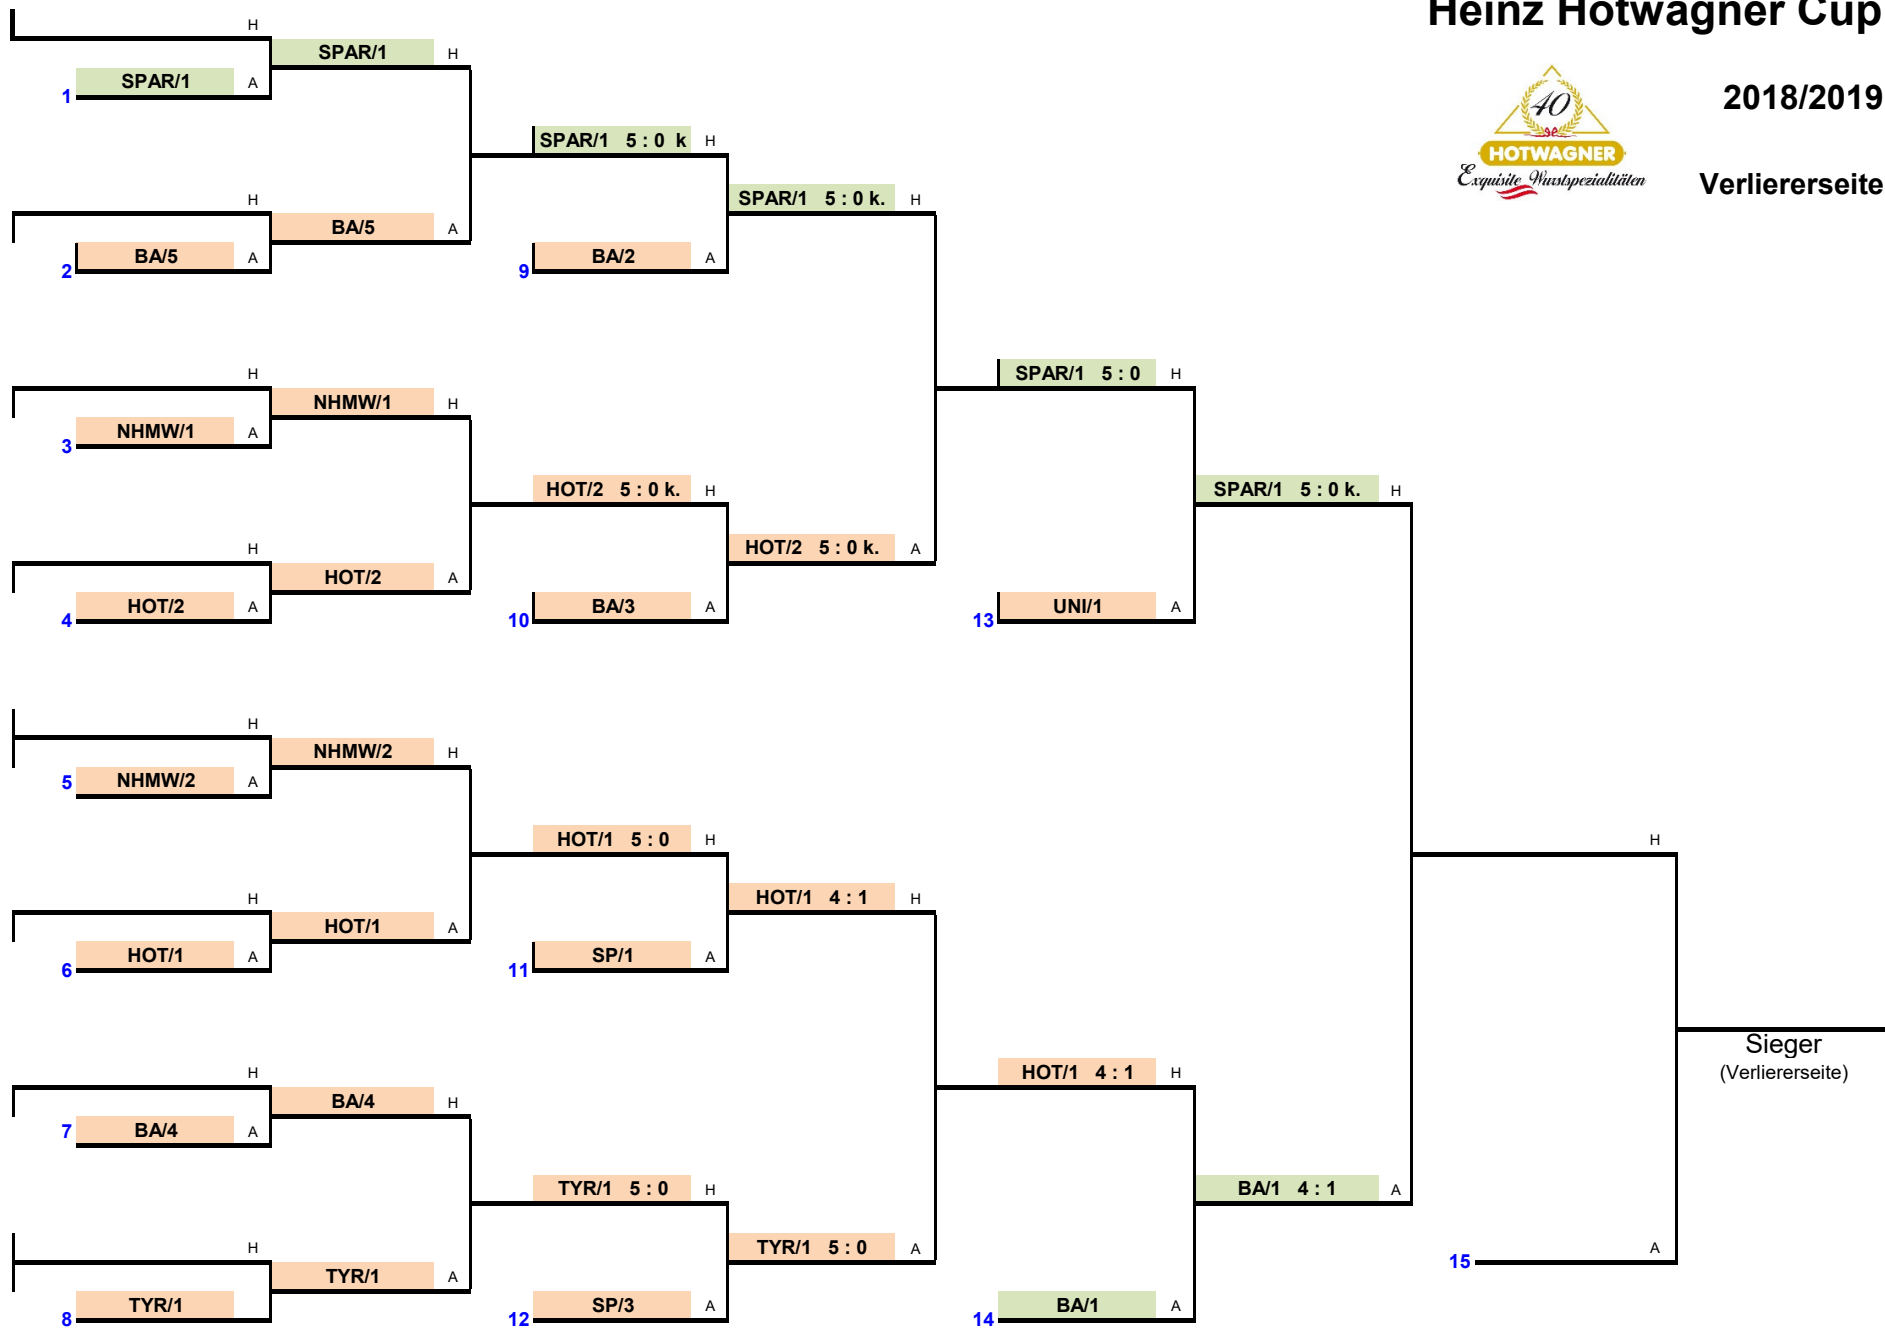 Heinz Hotwagner Cup
H
SPAR/1 H
SPAR/1 A
1
40
2018/2019
SPAR/1 5 : 0 k H
HOTWAGNER
Exquisite Wurstspezialitäten
Verliererseite
H
SPAR/1 5 : 0 k. H
BA/5 A
BA/5 A
2
BA/2 A
9
H
SPAR/1 5 : 0 H
NHMW/1 H
NHMW/1 A
3
HOT/2 5 : 0 k. H
SPAR/1 5 : 0 k. H
H
HOT/2 5 : 0 k. A
HOT/2 A
HOT/2 A
4
BA/3 A
10
UNI/1 A
13
H
NHMW/2 H
NHMW/2 A
5
HOT/1 5 : 0 H
H
H
HOT/1 4 : 1 H
HOT/1 A
HOT/1 A
6
SP/1 A
11
Sieger
(Verliererseite)
H
HOT/1 4 : 1 H
BA/4 H
BA/4 A
7
TYR/1 5 : 0 H
BA/1 4 : 1 A
H
TYR/1 5 : 0 A
A
15
TYR/1 A
TYR/1
8
SP/3 A
12
BA/1 A
14